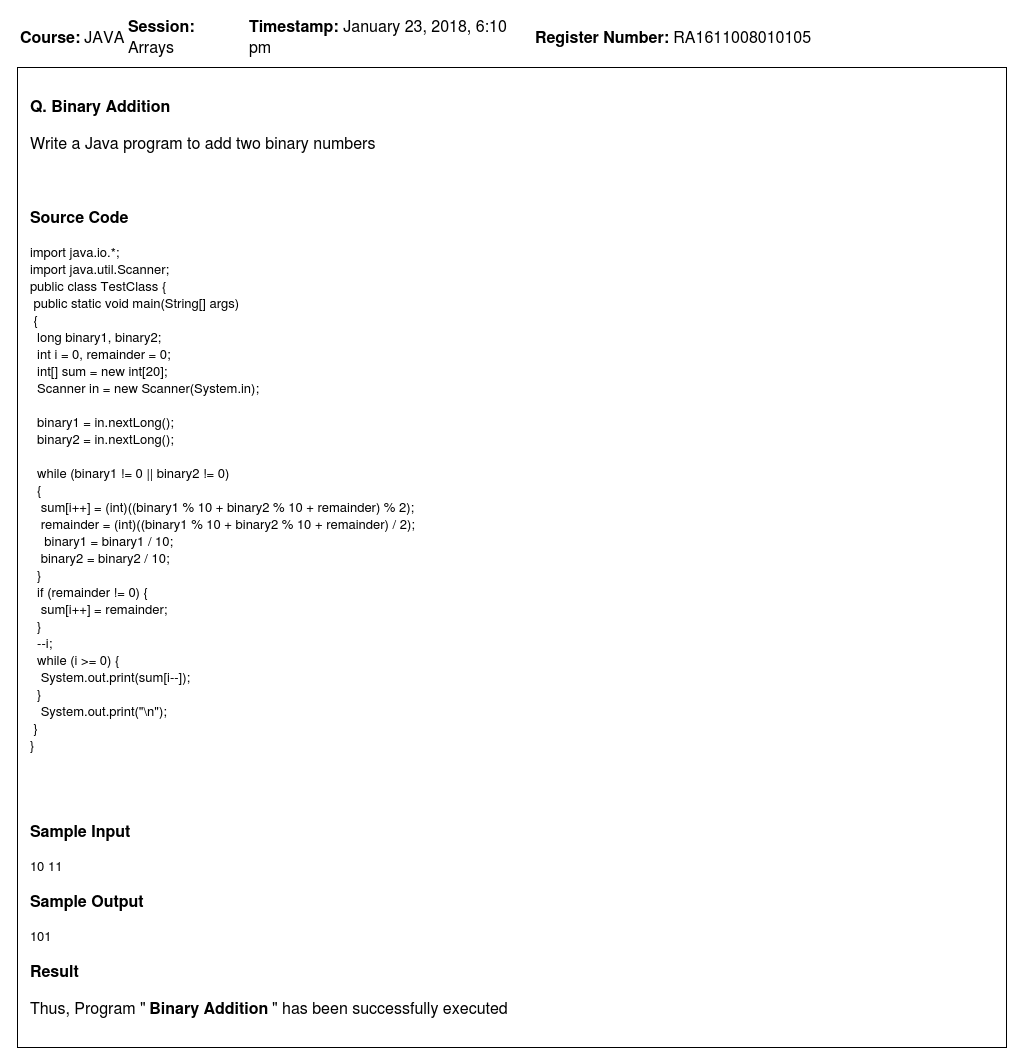 Course: JAVA Session: Arrays Timestamp: January 23, 2018, 6:10 pm Register Number: RA1611008010105
Q. Binary Addition
Write a Java program to add two binary numbers
Source Code
import java.io.*;
import java.util.Scanner;
public class TestClass {
 public static void main(String[] args)
 {
  long binary1, binary2;
  int i = 0, remainder = 0;
  int[] sum = new int[20];
  Scanner in = new Scanner(System.in);

  binary1 = in.nextLong();
  binary2 = in.nextLong();

  while (binary1 != 0 || binary2 != 0)
  {
   sum[i++] = (int)((binary1 % 10 + binary2 % 10 + remainder) % 2);
   remainder = (int)((binary1 % 10 + binary2 % 10 + remainder) / 2);
    binary1 = binary1 / 10;
   binary2 = binary2 / 10;
  }
  if (remainder != 0) {
   sum[i++] = remainder;
  }
  --i;
  while (i >= 0) {
   System.out.print(sum[i--]);
  }
   System.out.print("\n");
 }
}
Sample Input
10 11
Sample Output
101
Result
Thus, Program " Binary Addition " has been successfully executed